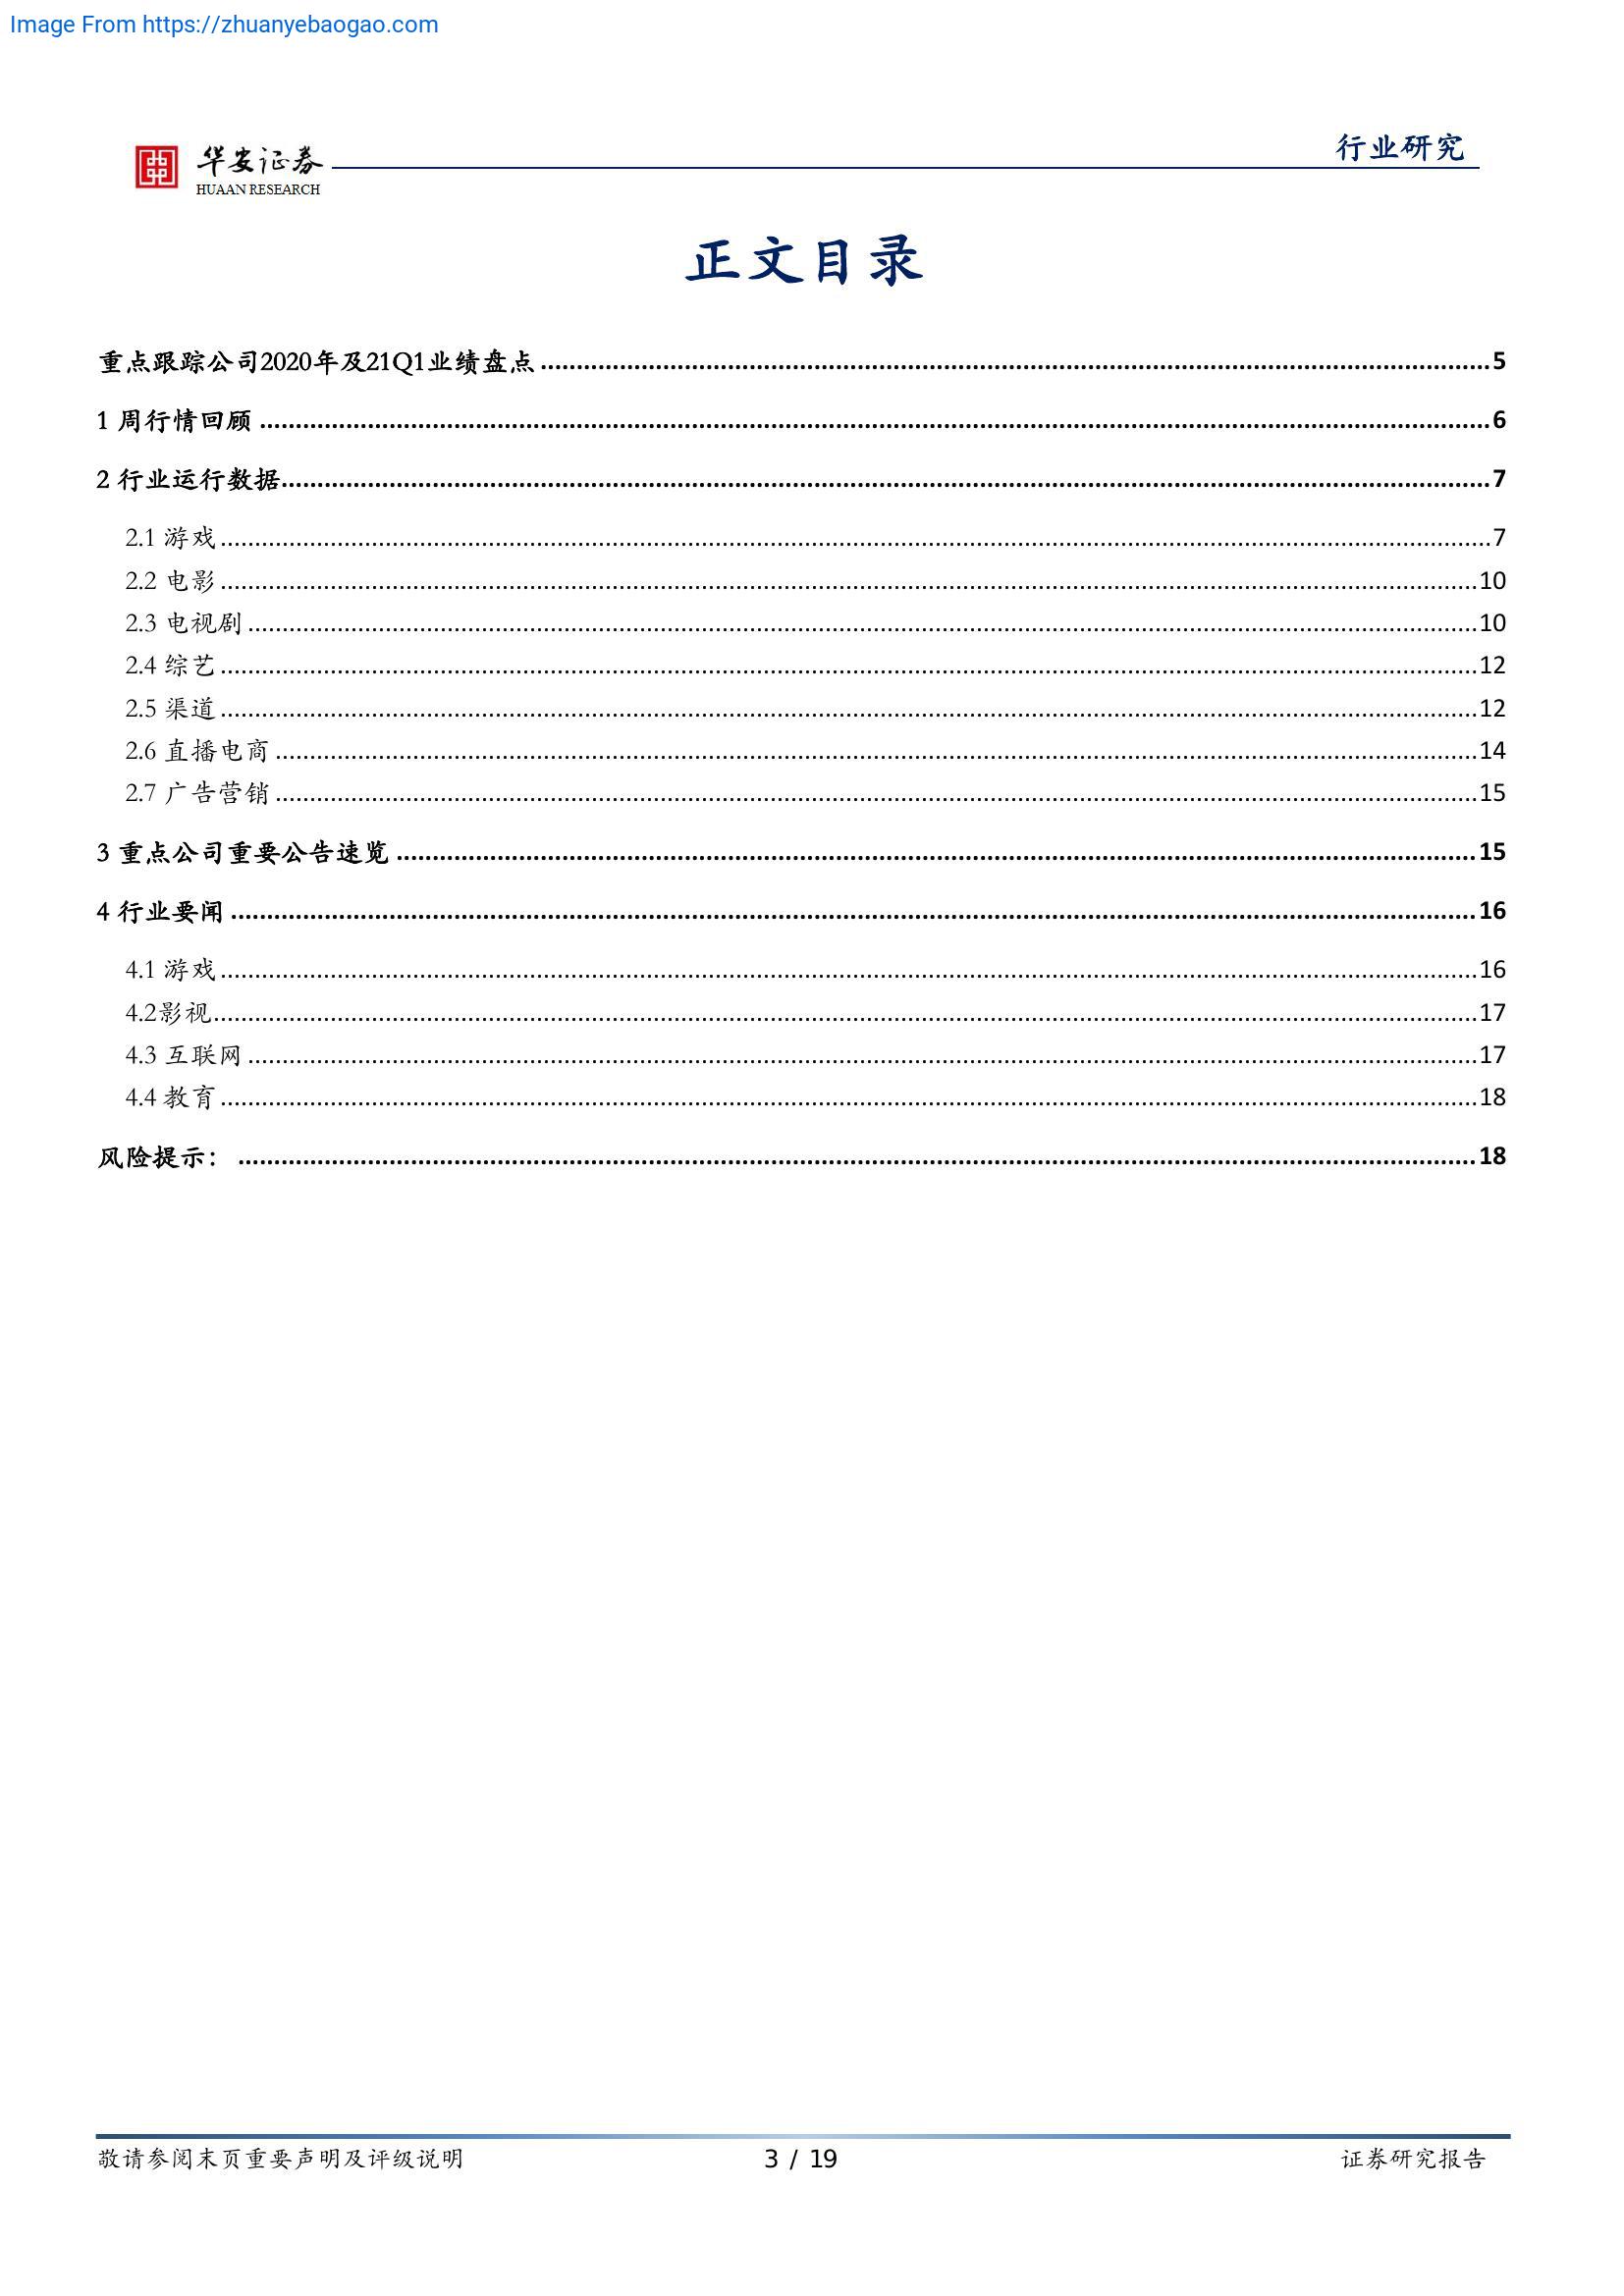 Image From https://zhuanyebaogao.com
行业研究
华安证券
HUAAN RESEARCH
正文目录
重点跟踪公司2020年及21Q1业绩盘点 ........ 5
1 周行情回顾 ........ 6
2 行业运行数据 ........ 7
2.1 游戏 ........ 7
2.2 电影 ........ 10
2.3 电视剧 ........ 10
2.4 综艺 ........ 12
2.5 渠道 ........ 12
2.6 直播电商 ........ 14
2.7 广告营销 ........ 15
3 重点公司重要公告速览 ........ 15
4 行业要闻 ........ 16
4.1 游戏 ........ 16
4.2影视 ........ 17
4.3 互联网 ........ 17
4.4 教育 ........ 18
风险提示： ........ 18
敬请参阅末页重要声明及评级说明 3 / 19 证券研究报告